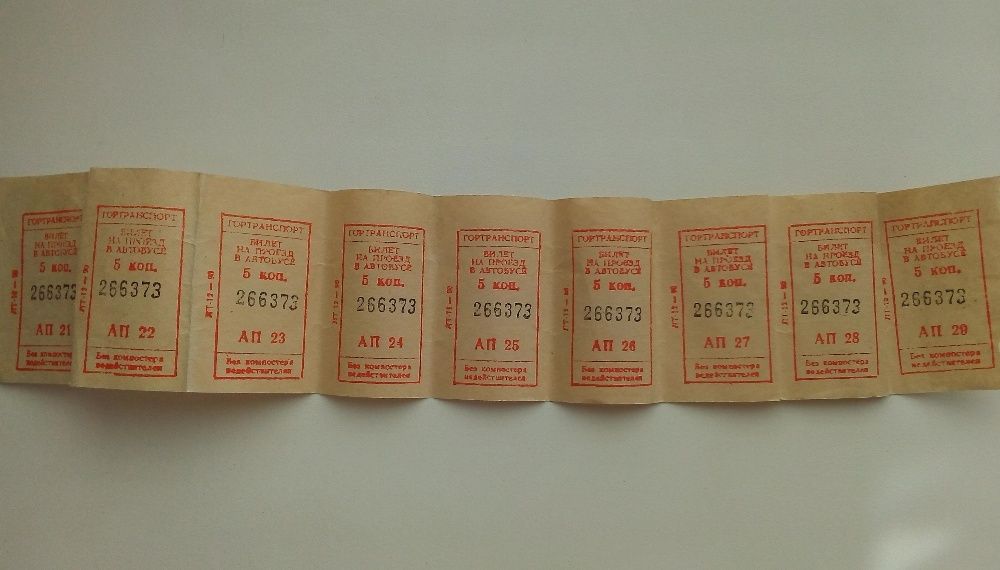 ГОРТРАНСПОРТ
БИЛЕТ
НА ПРОЕЗД
В АВТОБУСЕ
5 коп.
266373
АП 21
Без компостера
недействителен
ГОРТРАНСПОРТ
БИЛЕТ
НА ПРОЕЗД
В АВТОБУСЕ
5 коп.
266373
АП 22
Без компостера
недействителен
ГОРТРАНСПОРТ
БИЛЕТ
НА ПРОЕЗД
В АВТОБУСЕ
5 коп.
266373
АП 23
Без компостера
недействителен
ГОРТРАНСПОРТ
БИЛЕТ
НА ПРОЕЗД
В АВТОБУСЕ
5 коп.
266373
АП 24
Без компостера
недействителен
ГОРТРАНСПОРТ
БИЛЕТ
НА ПРОЕЗД
В АВТОБУСЕ
5 коп.
266373
АП 25
Без компостера
недействителен
ГОРТРАНСПОРТ
БИЛЕТ
НА ПРОЕЗД
В АВТОБУСЕ
5 коп.
266373
АП 26
Без компостера
недействителен
ГОРТРАНСПОРТ
БИЛЕТ
НА ПРОЕЗД
В АВТОБУСЕ
5 коп.
266373
АП 27
Без компостера
недействителен
ГОРТРАНСПОРТ
БИЛЕТ
НА ПРОЕЗД
В АВТОБУСЕ
5 коп.
266373
АП 28
Без компостера
недействителен
ГОРТРАНСПОРТ
БИЛЕТ
НА ПРОЕЗД
В АВТОБУСЕ
5 коп.
266373
АП 29
Без компостера
недействителен